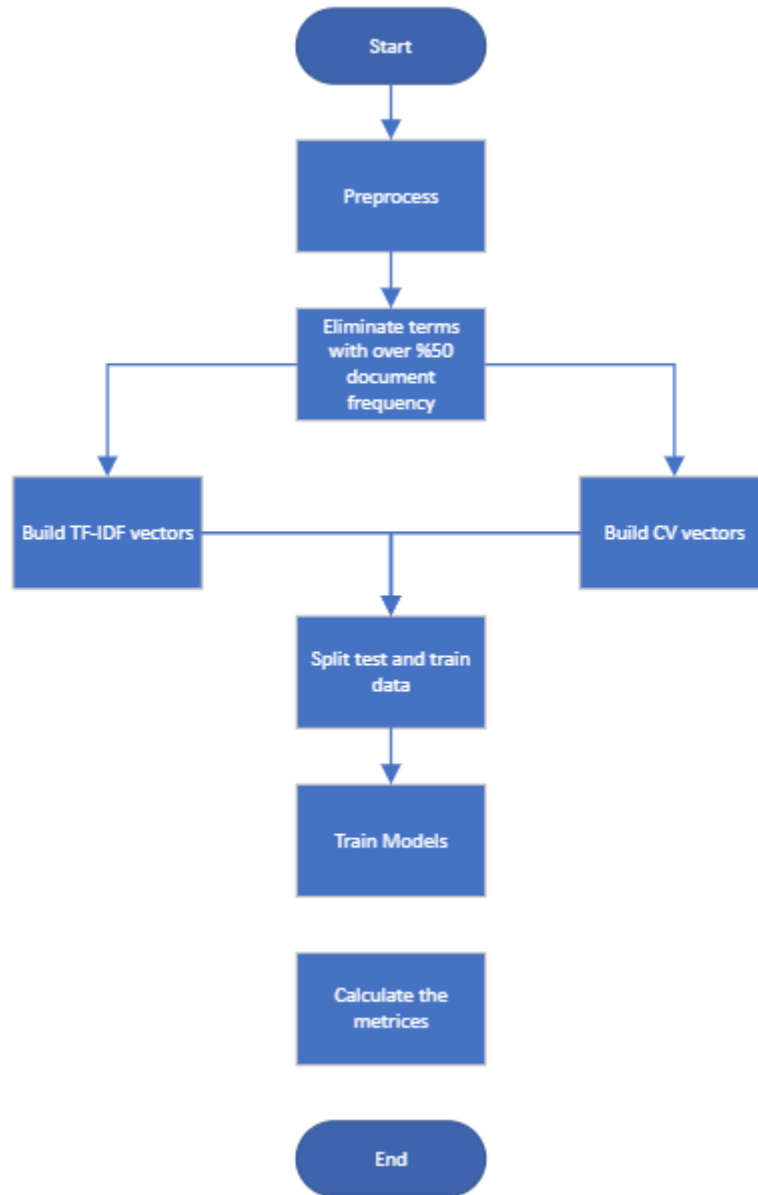 Start
Preprocess
Eliminate terms
with over %50
document
frequency
Build TF-IDF vectors
Build CV vectors
Split test and train
data
Train Models
Calculate the
metrices
End